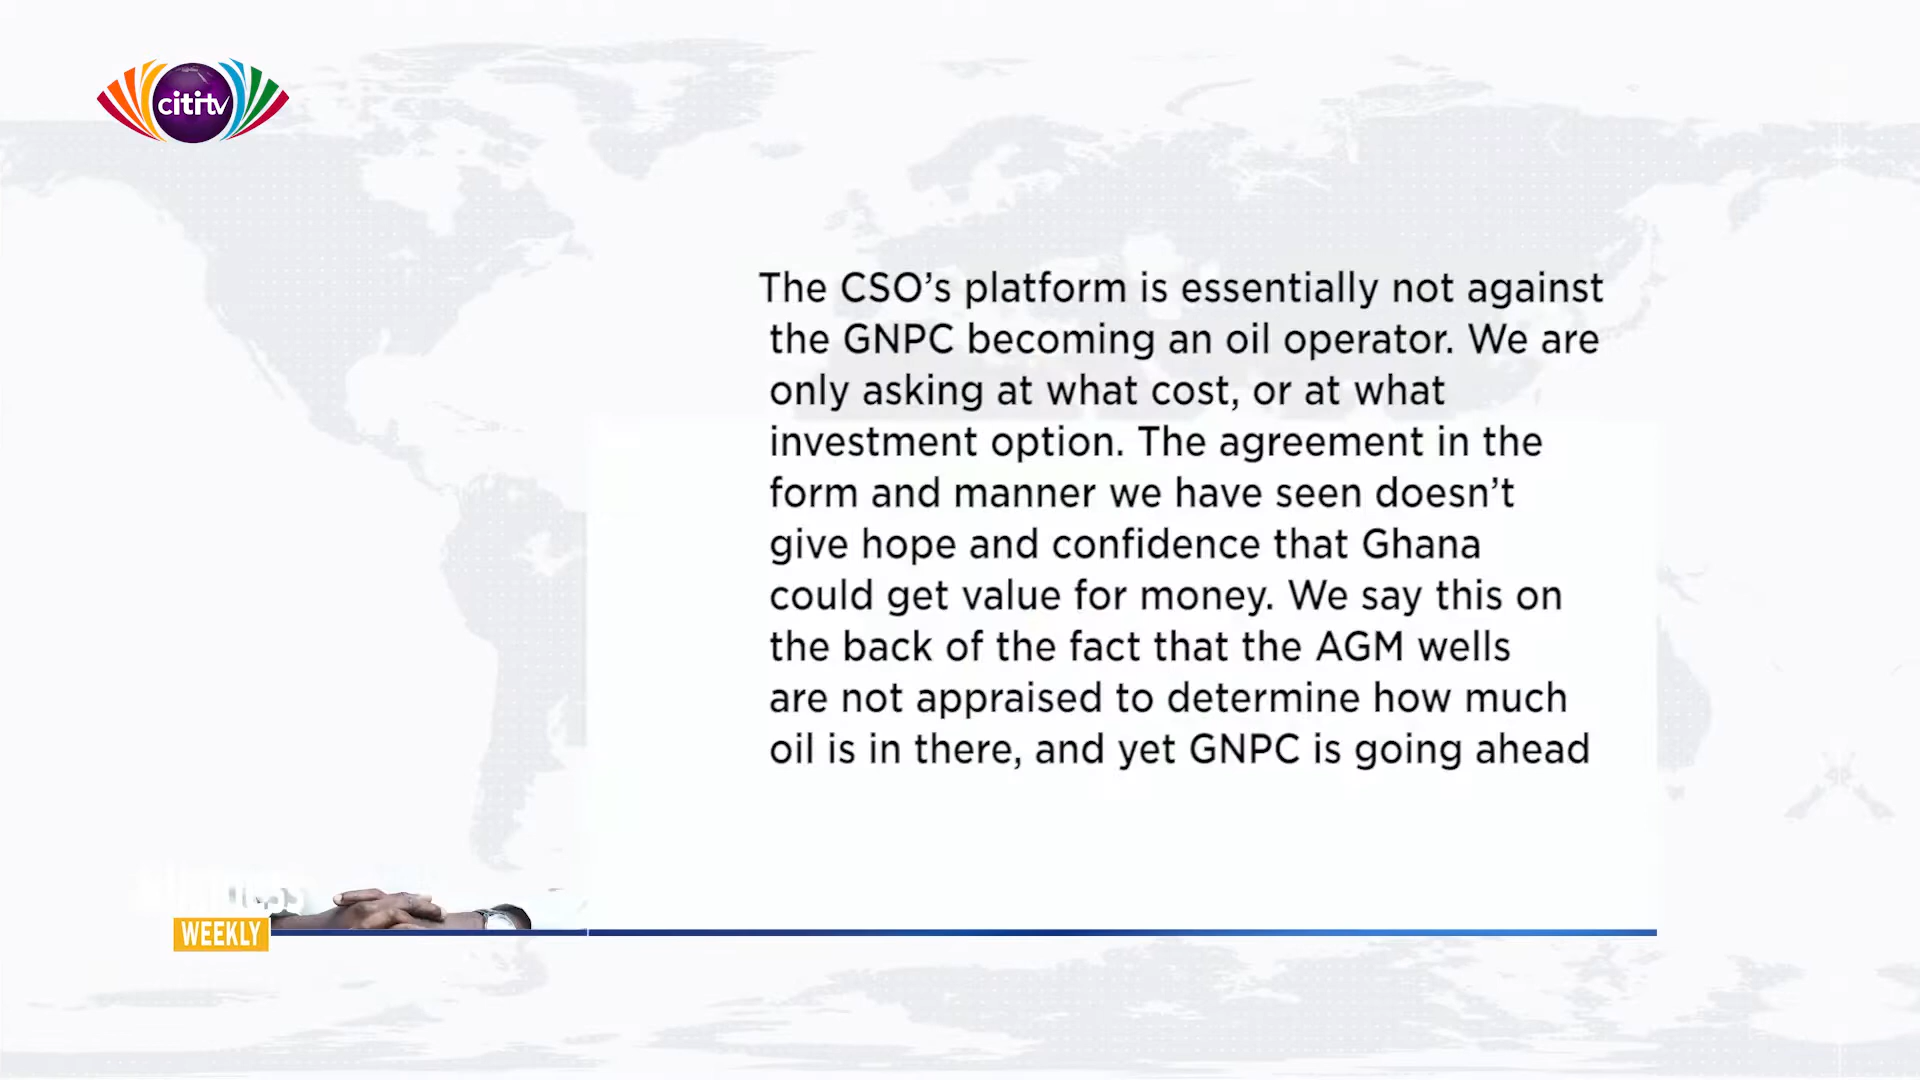 citi tv
The CSO’s platform is essentially not against
the GNPC becoming an oil operator. We are
only asking at what cost, or at what
investment option. The agreement in the
form and manner we have seen doesn’t
give hope and confidence that Ghana
could get value for money. We say this on
the back of the fact that the AGM wells
are not appraised to determine how much
oil is in there, and yet GNPC is going ahead
WEEKLY